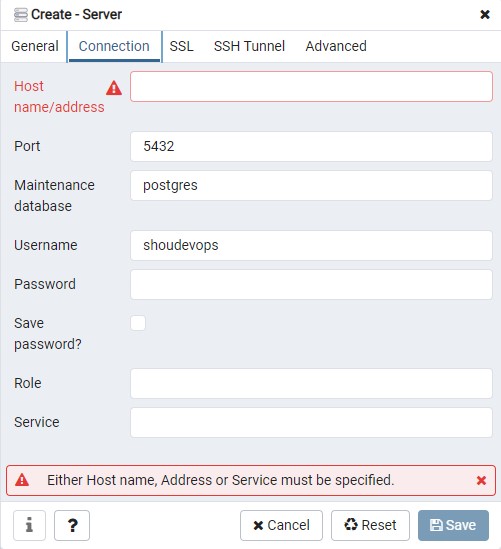 Create - Server
General Connection SSL SSH Tunnel Advanced
Host
name/address
Port 5432
Maintenance postgres
database
Username shoudevops
Password
Save
password?
Role
Service
Either Host name, Address or Service must be specified.
i ? Cancel Reset Save